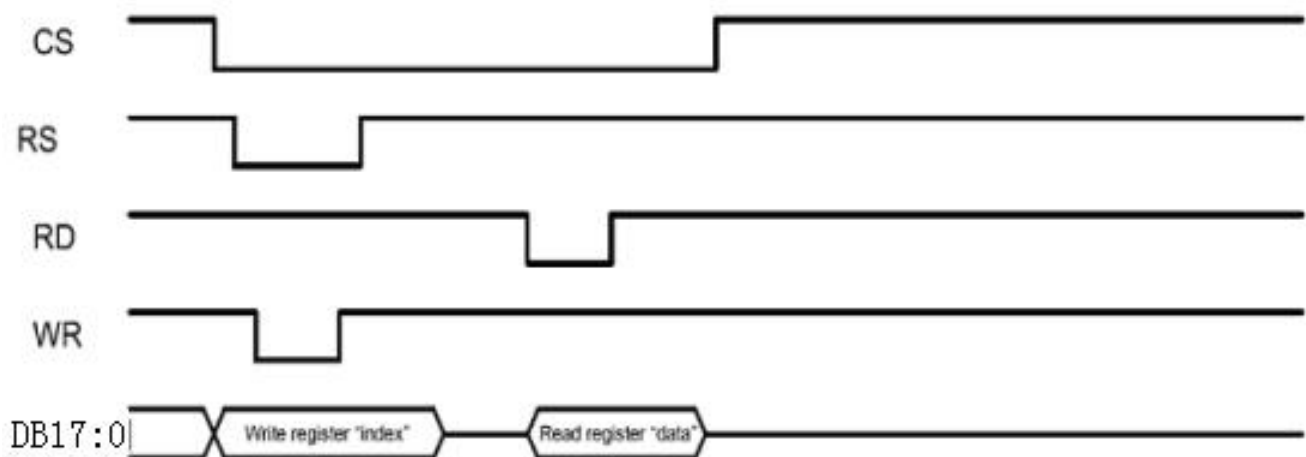 CS
RS
RD
WR
DB17:0
Write register "index"
Read register "data"